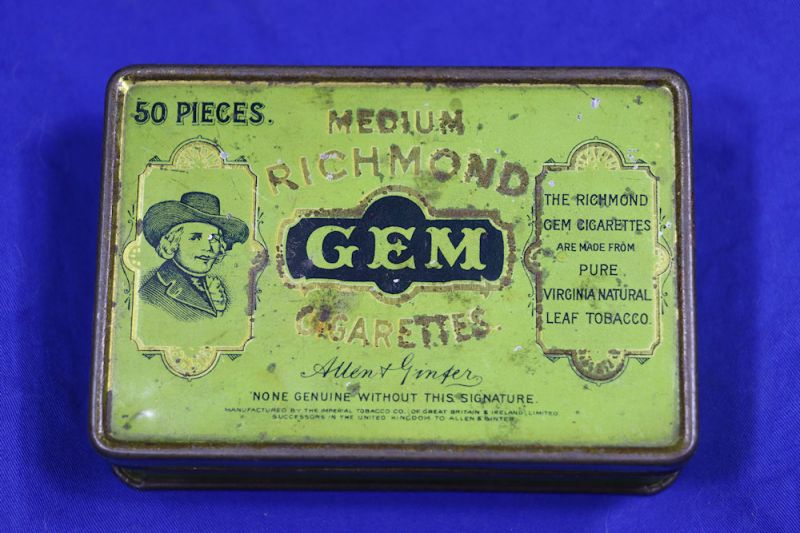 50 PIECES.
MEDIUM
RICHMOND
GEM
CIGARETTES.
THE RICHMOND
GEM CIGARETTES
ARE MADE FROM
PURE
VIRGINIA NATURAL
LEAF TOBACCO.
Allen & Ginter
NONE GENUINE WITHOUT THIS SIGNATURE.
MANUFACTURED BY THE IMPERIAL TOBACCO CO. (OF GREAT BRITAIN & IRELAND), LIMITED
SUCCESSORS IN THE UNITED KINGDOM TO ALLEN & GINTER